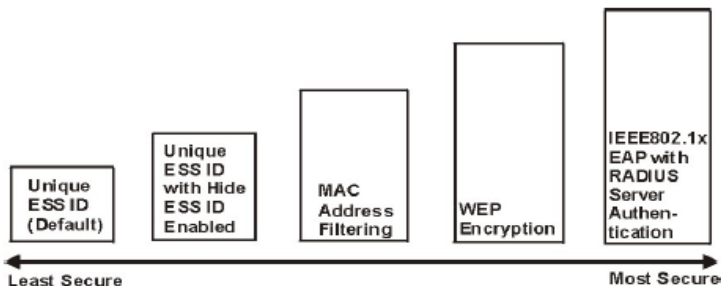 Unique
ESS ID
(Default)
Unique
ESS ID
with Hide
ESS ID
Enabled
MAC
Address
Filtering
WEP
Encryption
IEEE802.1x
EAP with
RADIUS
Server
Authen-
tication
Least Secure
Most Secure